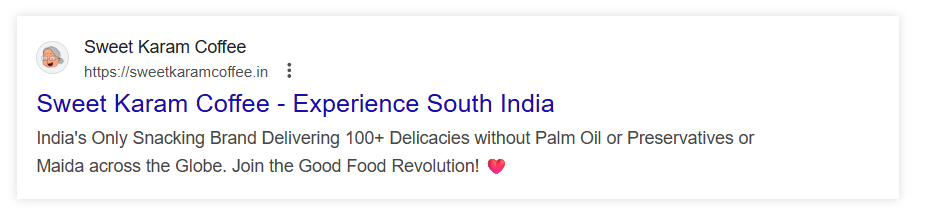 Sweet Karam Coffee
https://sweetkaramcoffee.in
Sweet Karam Coffee - Experience South India
India's Only Snacking Brand Delivering 100+ Delicacies without Palm Oil or Preservatives or
Maida across the Globe. Join the Good Food Revolution! ❤️